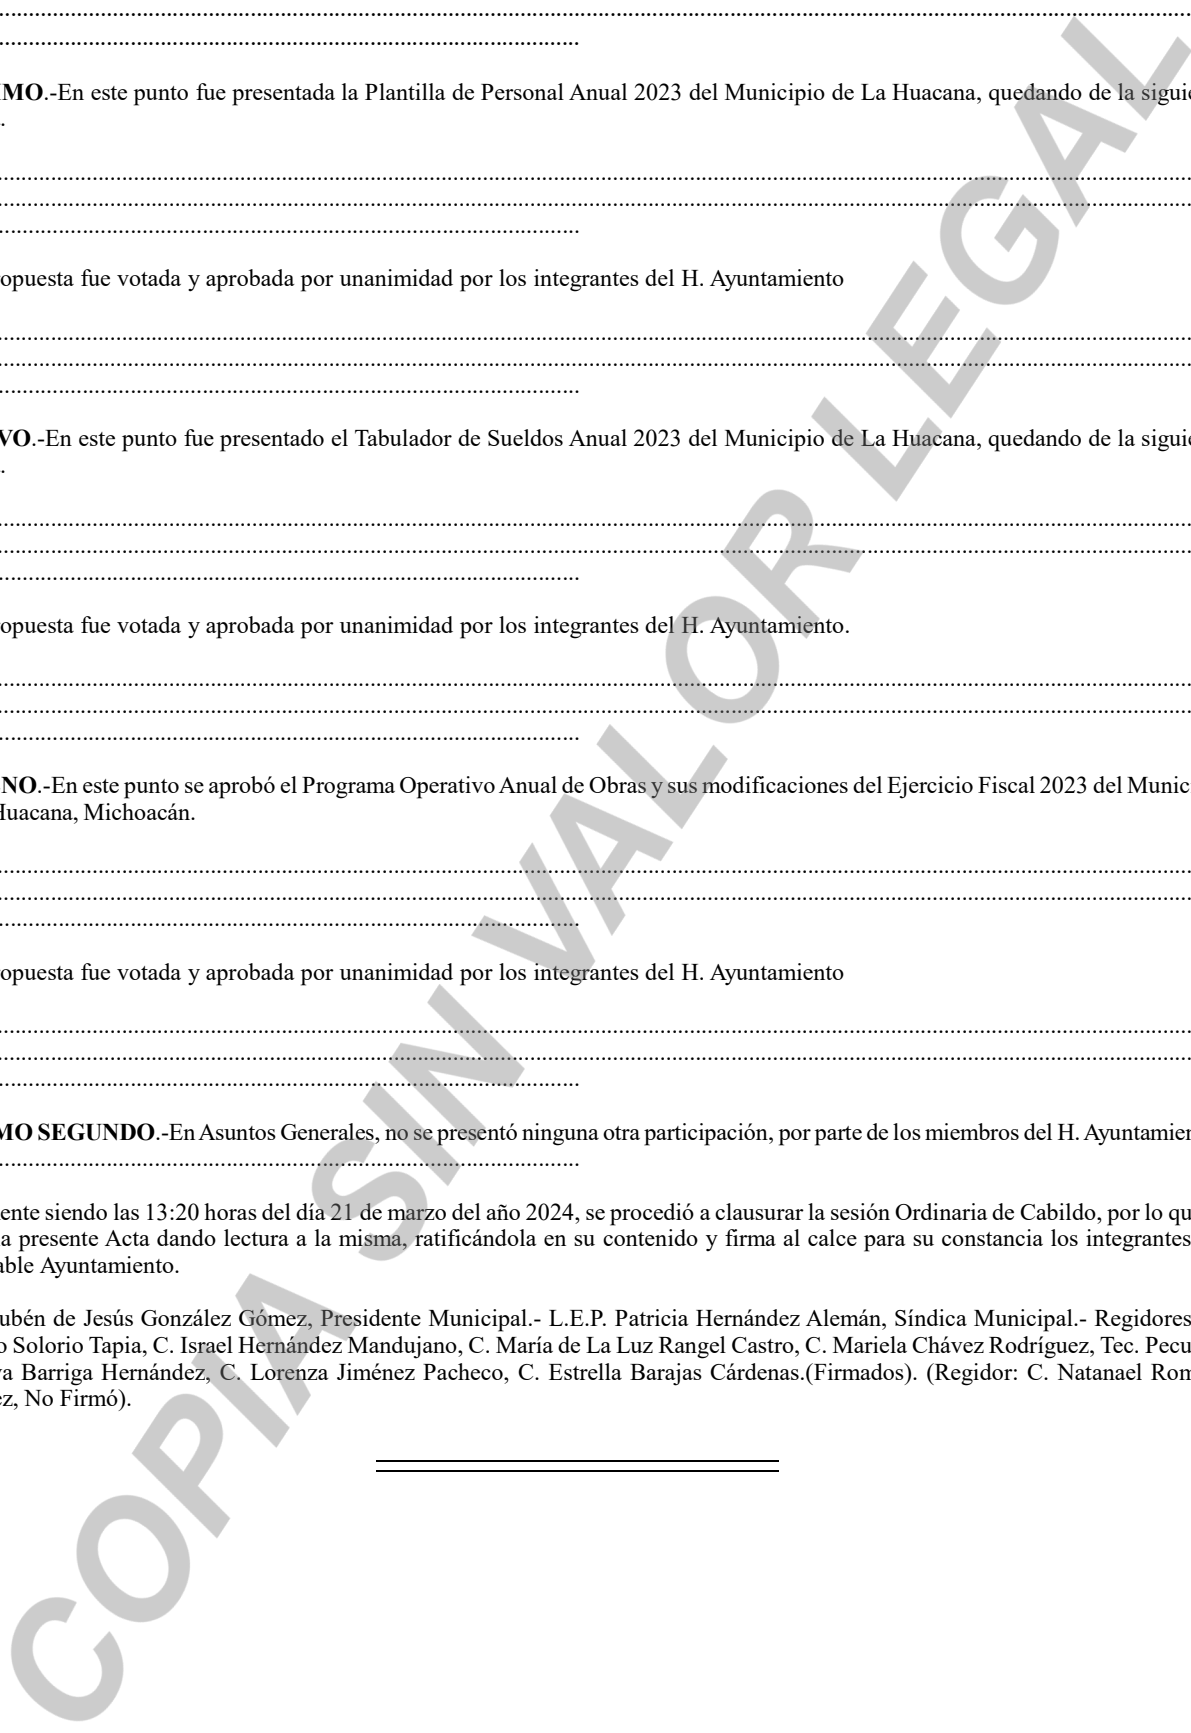 IMO.-En este punto fue presentada la Plantilla de Personal Anual 2023 del Municipio de La Huacana, quedando de la siguie
.
opuesta fue votada y aprobada por unanimidad por los integrantes del H. Ayuntamiento
VO.-En este punto fue presentado el Tabulador de Sueldos Anual 2023 del Municipio de La Huacana, quedando de la siguie
.
opuesta fue votada y aprobada por unanimidad por los integrantes del H. Ayuntamiento.
NO.-En este punto se aprobó el Programa Operativo Anual de Obras y sus modificaciones del Ejercicio Fiscal 2023 del Munic
Huacana, Michoacán.
opuesta fue votada y aprobada por unanimidad por los integrantes del H. Ayuntamiento
MO SEGUNDO.-En Asuntos Generales, no se presentó ninguna otra participación, por parte de los miembros del H. Ayuntamien
ente siendo las 13:20 horas del día 21 de marzo del año 2024, se procedió a clausurar la sesión Ordinaria de Cabildo, por lo qu
a presente Acta dando lectura a la misma, ratificándola en su contenido y firma al calce para su constancia los integrantes
able Ayuntamiento.
ubén de Jesús González Gómez, Presidente Municipal.- L.E.P. Patricia Hernández Alemán, Síndica Municipal.- Regidores
o Solorio Tapia, C. Israel Hernández Mandujano, C. María de La Luz Rangel Castro, C. Mariela Chávez Rodríguez, Tec. Pecu
va Barriga Hernández, C. Lorenza Jiménez Pacheco, C. Estrella Barajas Cárdenas.(Firmados). (Regidor: C. Natanael Rom
ez, No Firmó).
COPIA SIN VALOR LEGAL